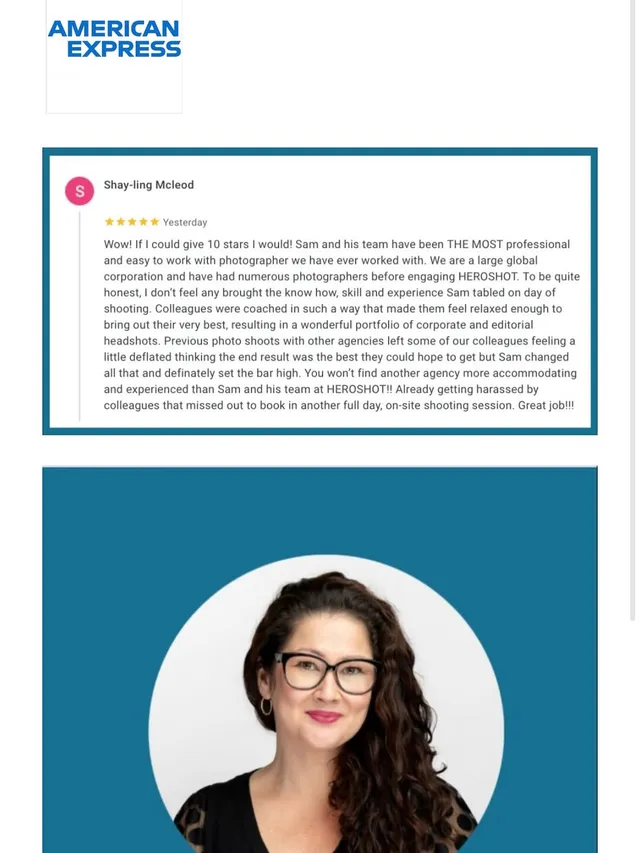 AMERICAN
EXPRESS
S
Shay-ling Mcleod
Yesterday
Wow! If I could give 10 stars I would! Sam and his team have been THE MOST professional
and easy to work with photographer we have ever worked with. We are a large global
corporation and have had numerous photographers before engaging HEROSHOT. To be quite
honest, I don’t feel any brought the know how, skill and experience Sam tabled on day of
shooting. Colleagues were coached in such a way that made them feel relaxed enough to
bring out their very best, resulting in a wonderful portfolio of corporate and editorial
headshots. Previous photo shoots with other agencies left some of our colleagues feeling a
little deflated thinking the end result was the best they could hope to get but Sam changed
all that and definately set the bar high. You won’t find another agency more accommodating
and experienced than Sam and his team at HEROSHOT!! Already getting harassed by
colleagues that missed out to book in another full day, on-site shooting session. Great job!!!